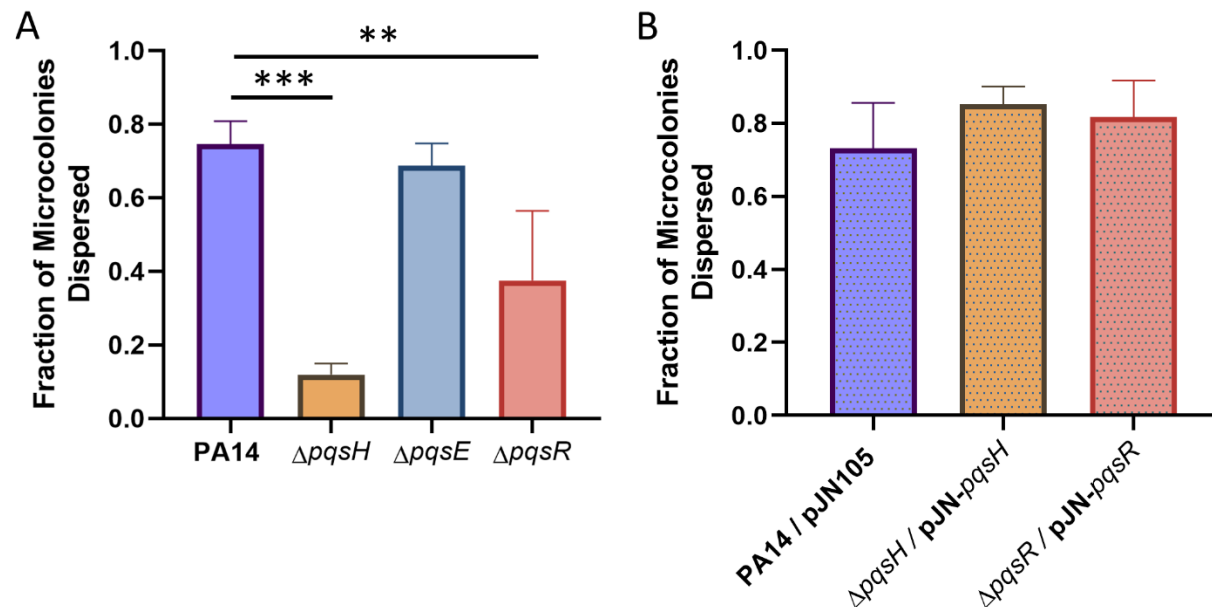 A
Fraction of Microcolonies
Dispersed
1.0
0.8
0.6
0.4
0.2
0.0
**
***
PA14
ΔpqsH
ΔpqsE
ΔpqsR
B
Fraction of Microcolonies
Dispersed
1.0
0.8
0.6
0.4
0.2
0.0
PA14 / pJN105
ΔpqsH / pJN-pqsH
ΔpqsR / pJN-pqsR